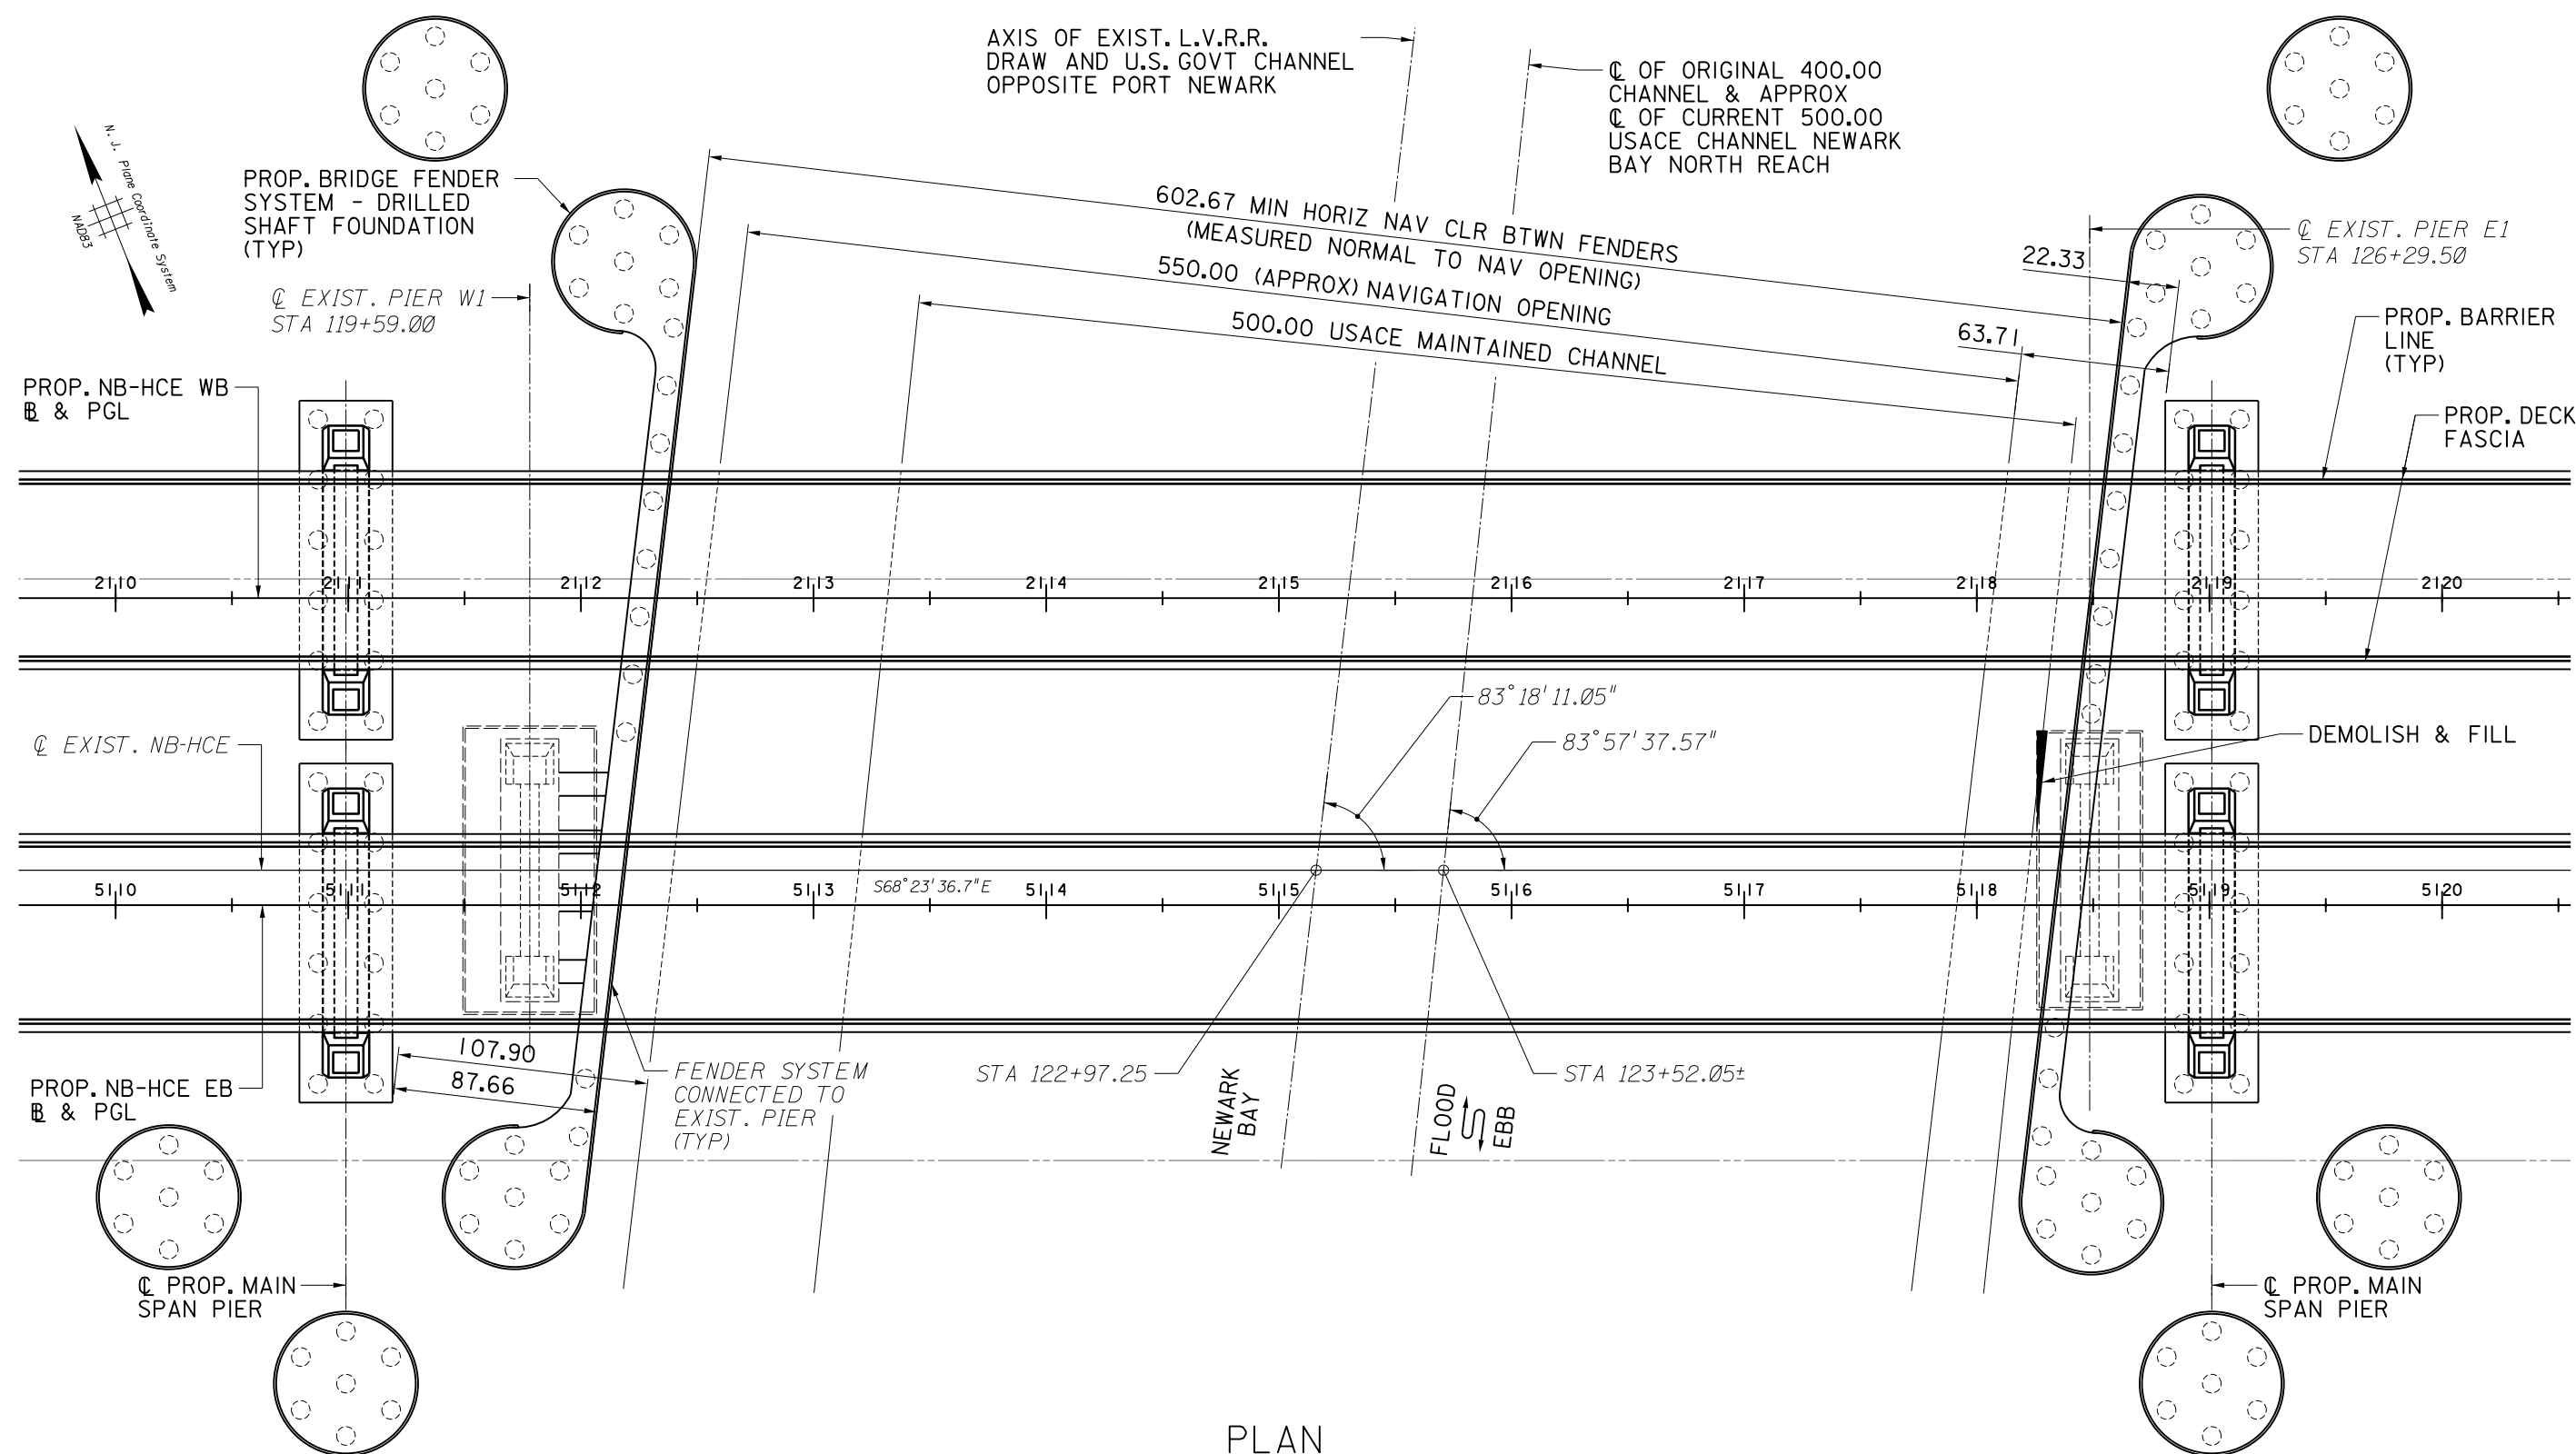 AXIS OF EXIST. L.V.R.R.
DRAW AND U.S. GOVT CHANNEL
OPPOSITE PORT NEWARK
℄ OF ORIGINAL 400.00
CHANNEL & APPROX
℄ OF CURRENT 500.00
USACE CHANNEL NEWARK
BAY NORTH REACH
N. J. Plane Coordinate System
NAD83
PROP. BRIDGE FENDER
SYSTEM - DRILLED
SHAFT FOUNDATION
(TYP)
602.67 MIN HORIZ NAV CLR BTWN FENDERS
(MEASURED NORMAL TO NAV OPENING)
550.00 (APPROX) NAVIGATION OPENING
500.00 USACE MAINTAINED CHANNEL
22.33
63.71
℄ EXIST. PIER E1
STA 126+29.50
℄ EXIST. PIER W1
STA 119+59.00
PROP. BARRIER
LINE
(TYP)
PROP. NB-HCE WB
BL & PGL
PROP. DECK
FASCIA
2110
2111
2112
2113
2114
2115
2116
2117
2118
2119
2120
83°18'11.05"
83°57'37.57"
℄ EXIST. NB-HCE
DEMOLISH & FILL
5110
5111
5112
5113
S68°23'36.7"E
5114
5115
5116
5117
5118
5119
5120
107.90
87.66
PROP. NB-HCE EB
BL & PGL
FENDER SYSTEM
CONNECTED TO
EXIST. PIER
(TYP)
STA 122+97.25
STA 123+52.05±
NEWARK
BAY
FLOOD
EBB
℄ PROP. MAIN
SPAN PIER
℄ PROP. MAIN
SPAN PIER
PLAN